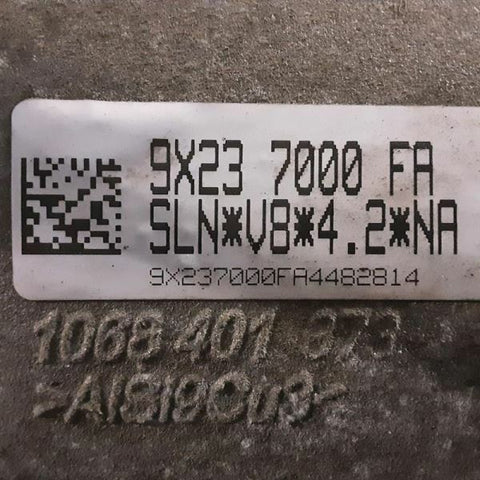 9X23 7000 FA
SLN*V8*4.2*NA
9X237000FA4482814
1068 401 373
>AlSi9Cu3<